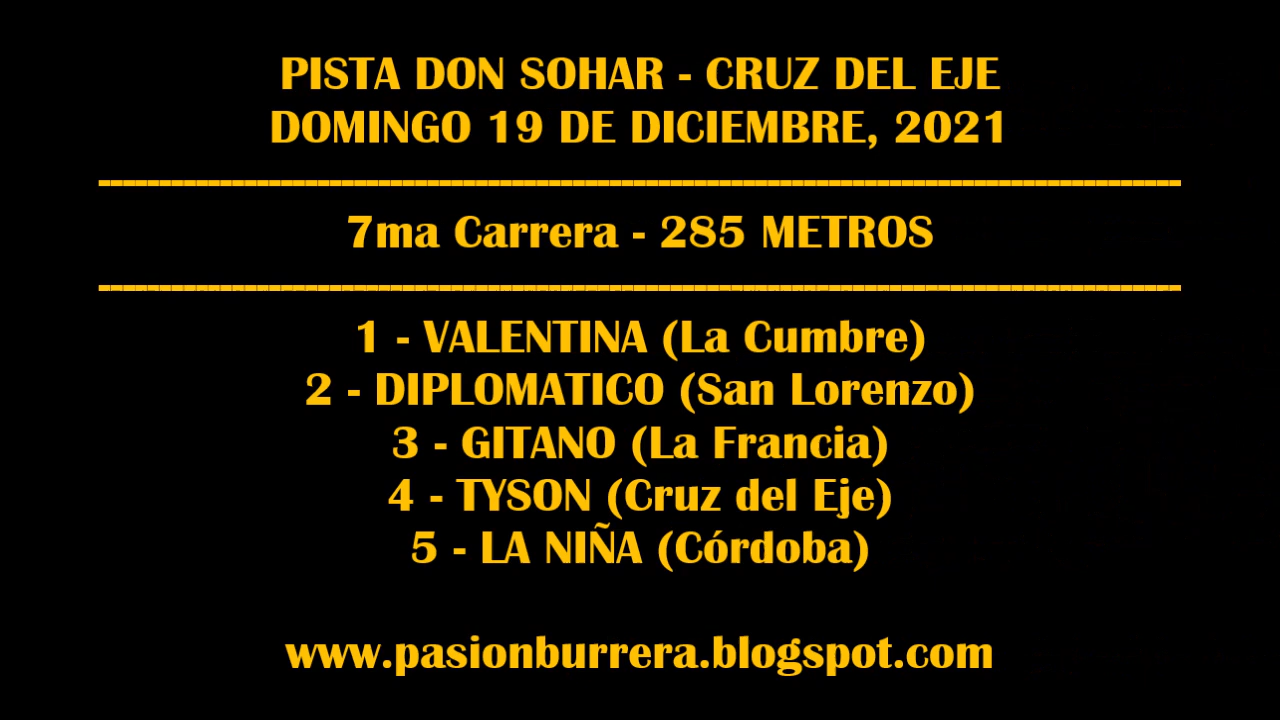 PISTA DON SOHAR - CRUZ DEL EJE
DOMINGO 19 DE DICIEMBRE, 2021
7ma Carrera - 285 METROS
1 - VALENTINA (La Cumbre)
2 - DIPLOMATICO (San Lorenzo)
3 - GITANO (La Francia)
4 - TYSON (Cruz del Eje)
5 - LA NIÑA (Córdoba)
www.pasionburrera.blogspot.com